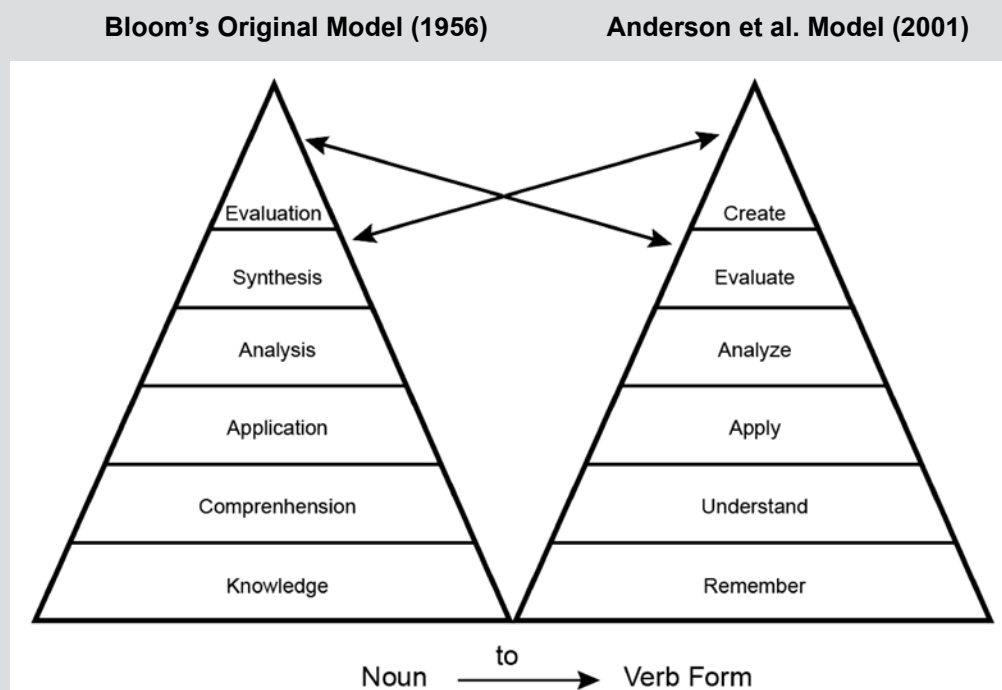 Bloom's Original Model (1956)
Anderson et al. Model (2001)
Evaluation
Synthesis
Analysis
Application
Comprenhension
Knowledge
Create
Evaluate
Analyze
Apply
Understand
Remember
Noun to Verb Form